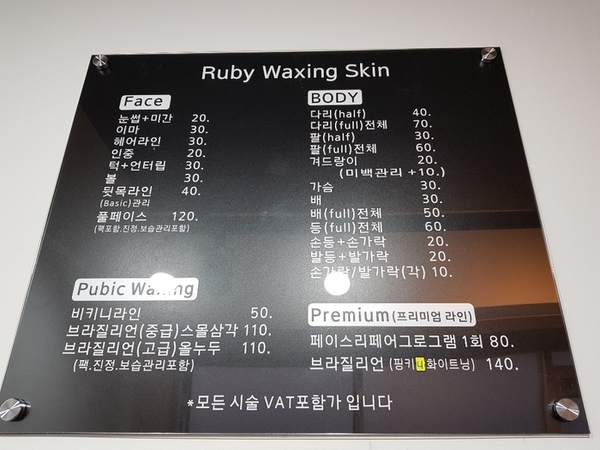 Ruby Waxing Skin
Face
눈썹+미간 20.
이마 30.
헤어라인 30.
인중 20.
턱+언더립 30.
볼 30.
뒷목라인 40.
(Basic)관리
풀페이스 120.
(팩포함.진정.보습관리포함)
BODY
다리(half) 40.
다리(full)전체 70.
팔(half) 30.
팔(full)전체 60.
겨드랑이 20.
(미백관리 +10.)
가슴 30.
배 30.
배(full)전체 50.
등(full)전체 60.
손등+손가락 20.
발등+발가락 20.
손가락/발가락(각) 10.
Pubic Waxing
비키니라인 50.
브라질리언(중급)스몰삼각 110.
브라질리언(고급)올누두 110.
(팩.진정.보습관리포함)
Premium(프리미엄 라인)
페이스리페어그로그램 1회 80.
브라질리언 (핑키니화이트닝) 140.
*모든 시술 VAT포함가 입니다